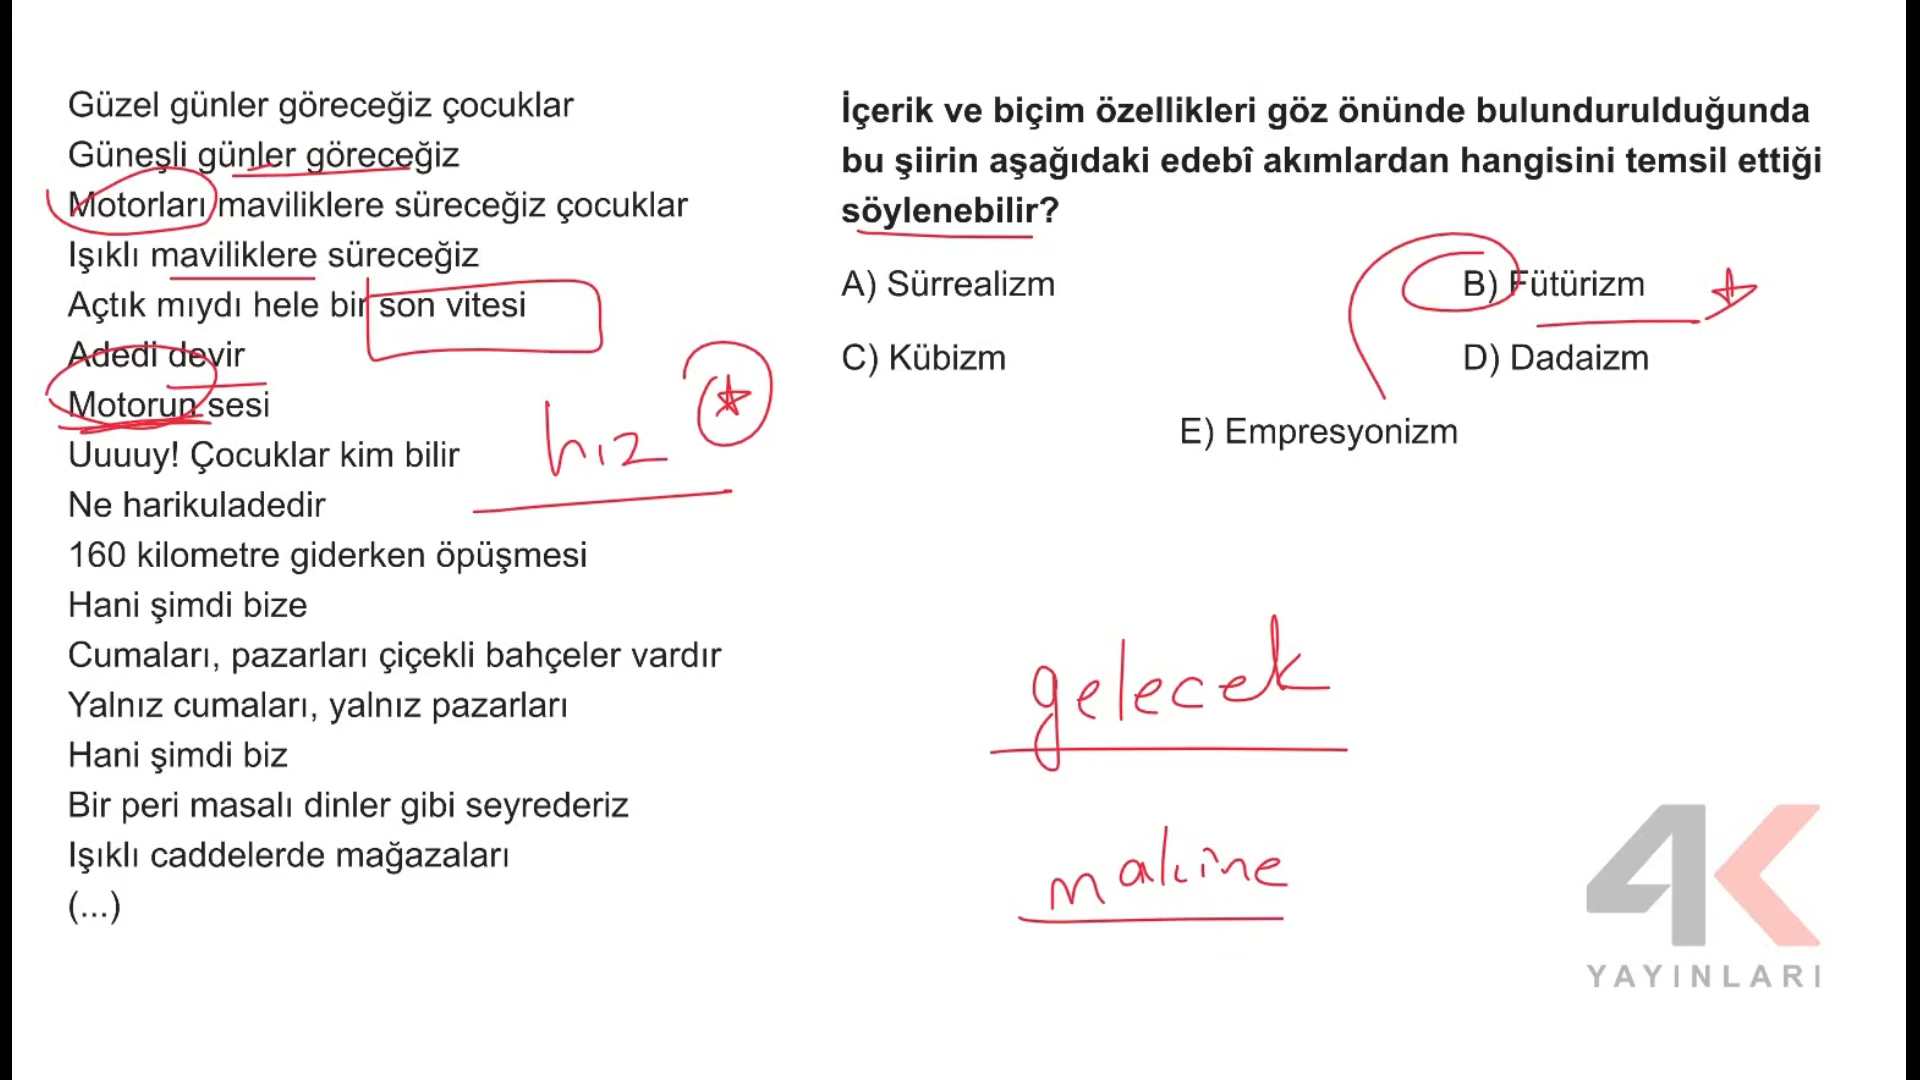 Güzel günler göreceğiz çocuklar
Güneşli günler göreceğiz
Motorları maviliklere süreceğiz çocuklar
Işıklı maviliklere süreceğiz
Açtık mıydı hele bir son vitesi
Adedi devir
Motorun sesi
Uuuuy! Çocuklar kim bilir
Ne harikuladedir
160 kilometre giderken öpüşmesi
Hani şimdi bize
Cumaları, pazarları çiçekli bahçeler vardır
Yalnız cumaları, yalnız pazarları
Hani şimdi biz
Bir peri masalı dinler gibi seyrederiz
Işıklı caddelerde mağazaları
(...)
hız
İçerik ve biçim özellikleri göz önünde bulundurulduğunda
bu şiirin aşağıdaki edebî akımlardan hangisini temsil ettiği
söylenebilir?
A) Sürrealizm
B) Fütürizm
C) Kübizm
D) Dadaizm
E) Empresyonizm
gelecek
makine
4K
YAYINLARI